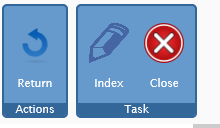 Return Index Close
Actions Task